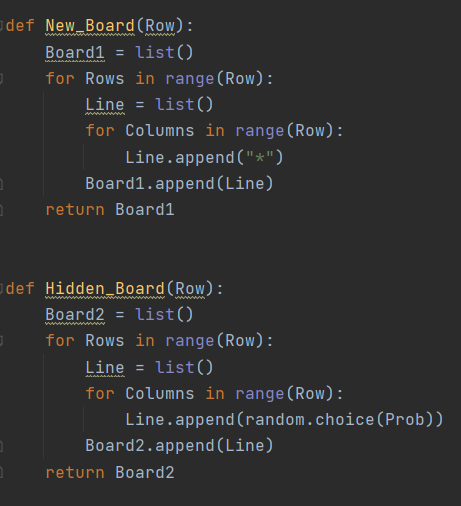 def New_Board(Row):
    Board1 = list()
    for Rows in range(Row):
        Line = list()
        for Columns in range(Row):
            Line.append("*")
        Board1.append(Line)
    return Board1
def Hidden_Board(Row):
    Board2 = list()
    for Rows in range(Row):
        Line = list()
        for Columns in range(Row):
            Line.append(random.choice(Prob))
        Board2.append(Line)
    return Board2